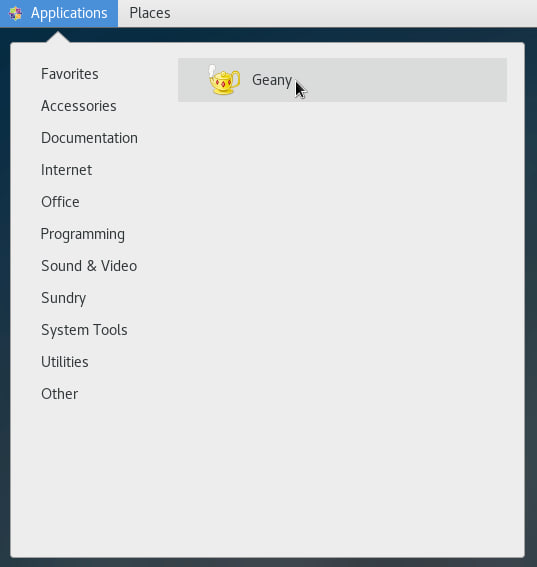 Applications Places
Favorites
Geany
Accessories
Documentation
Internet
Office
Programming
Sound & Video
Sundry
System Tools
Utilities
Other